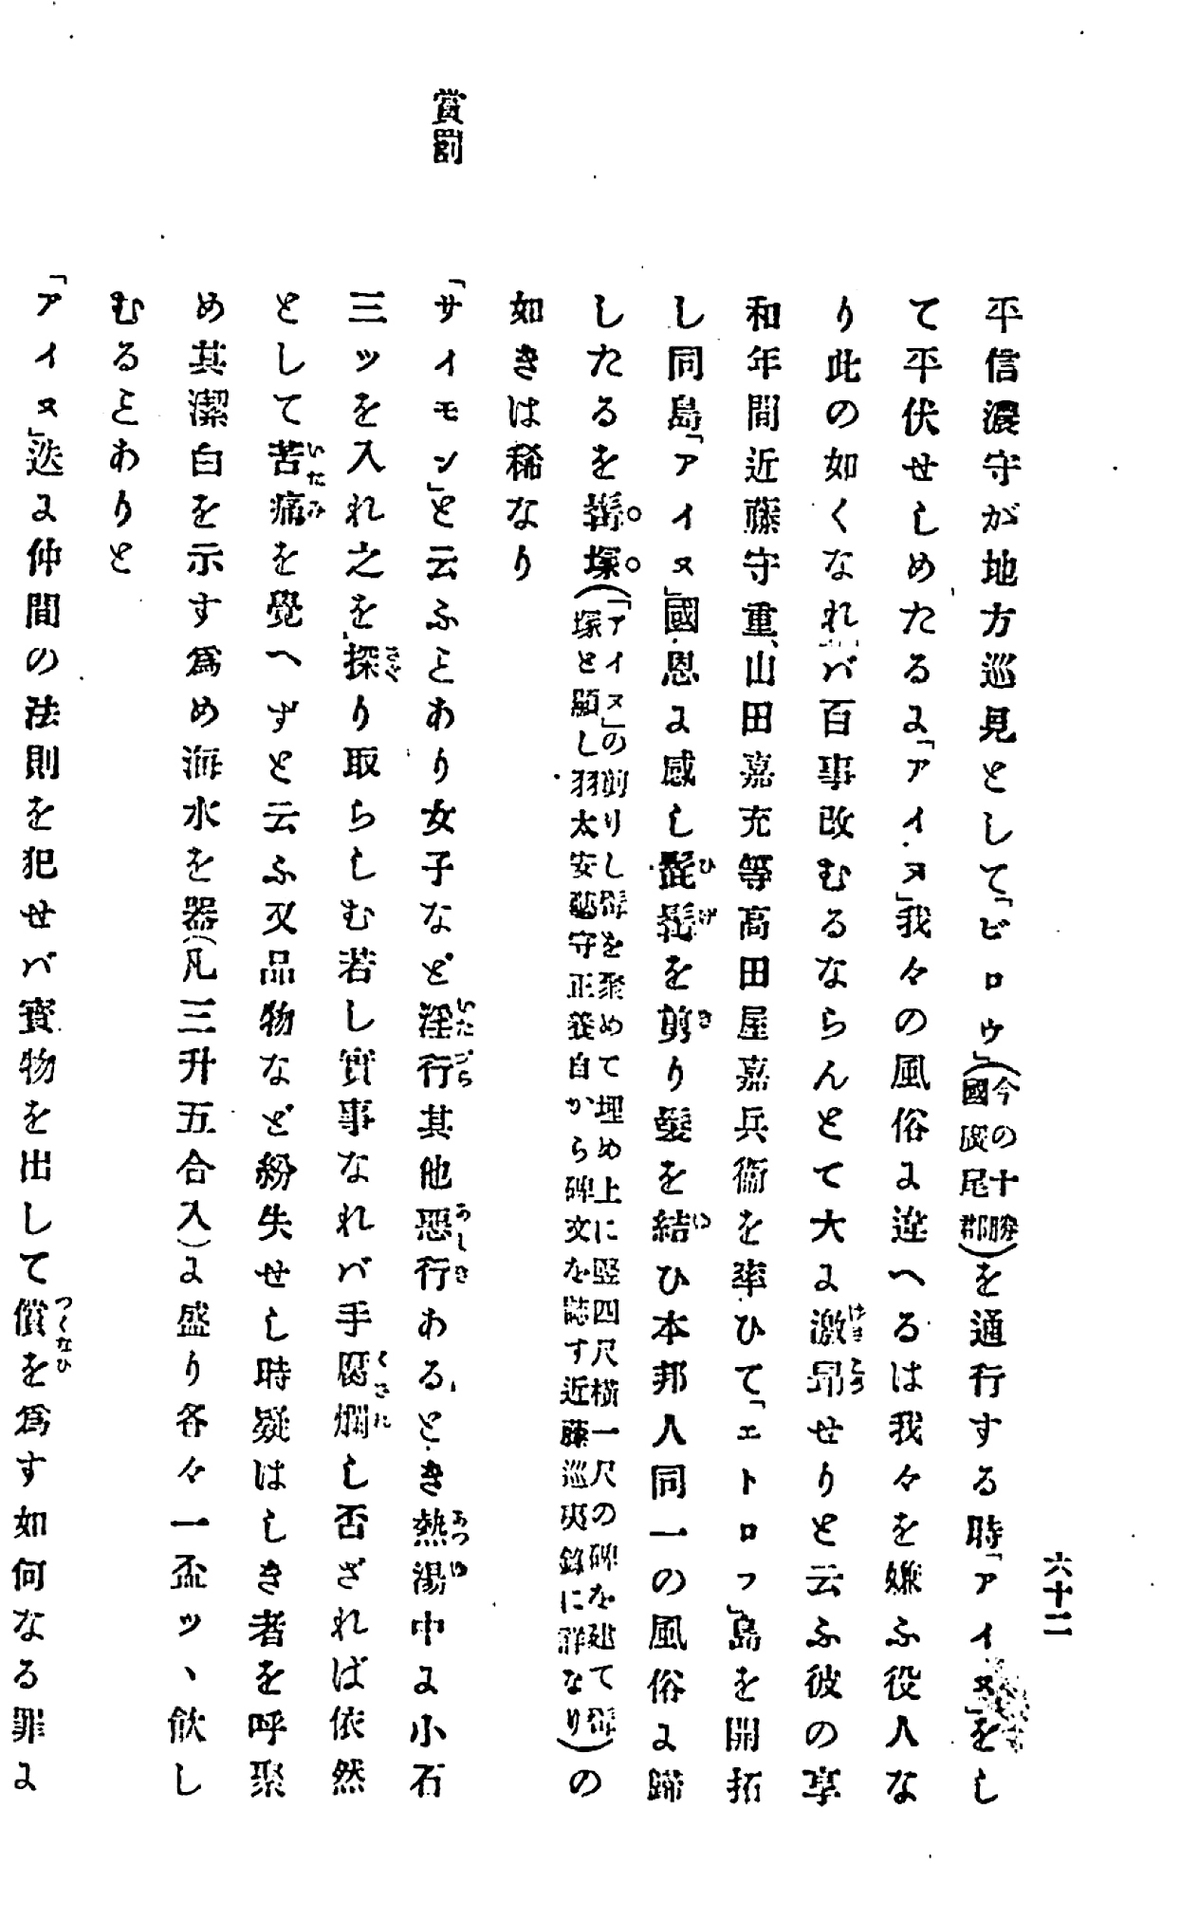 六十二
平信濃守が地方巡見として「ビロウ」(今の十勝國廣尾郡)を通行する時「アイヌ」をし
て平伏せしめたるに「アイヌ」我々の風俗に違へるは我々を嫌ふ役人な
り此の如くなれバ百事改むるならんとて大に激昂せりと云ふ彼の享
和年間近藤守重、山田嘉充等高田屋嘉兵衞を率ひて「エトロフ」島を開拓
し同島「アイヌ」國恩に感し髭髯を剪り髮を結ひ本邦人同一の風俗に歸
したるを鬚塚(「アイヌ」の剪りし鬚を聚めて埋め上に竪四尺横一尺の碑を建て鬚塚と題し羽太安藝守正養自から碑文を誌す近藤巡夷錄に詳なり)の
如きは稀なり
賞罰
「サイモン」と云ふことあり女子など淫行其他惡行あるとき熱湯中に小石
三ッを入れ之を探り取らしむ若し實事なれバ手腐爛し否ざれば依然
として苦痛を覺へずと云ふ又品物など紛失せし時疑はしき者を呼聚
め其潔白を示す爲め海水を器(凡三升五合入)に盛り各々一盃ッヽ飮し
むることありと
「アイヌ」迭に仲間の法則を犯せバ寳物を出して償を爲す如何なる罪に